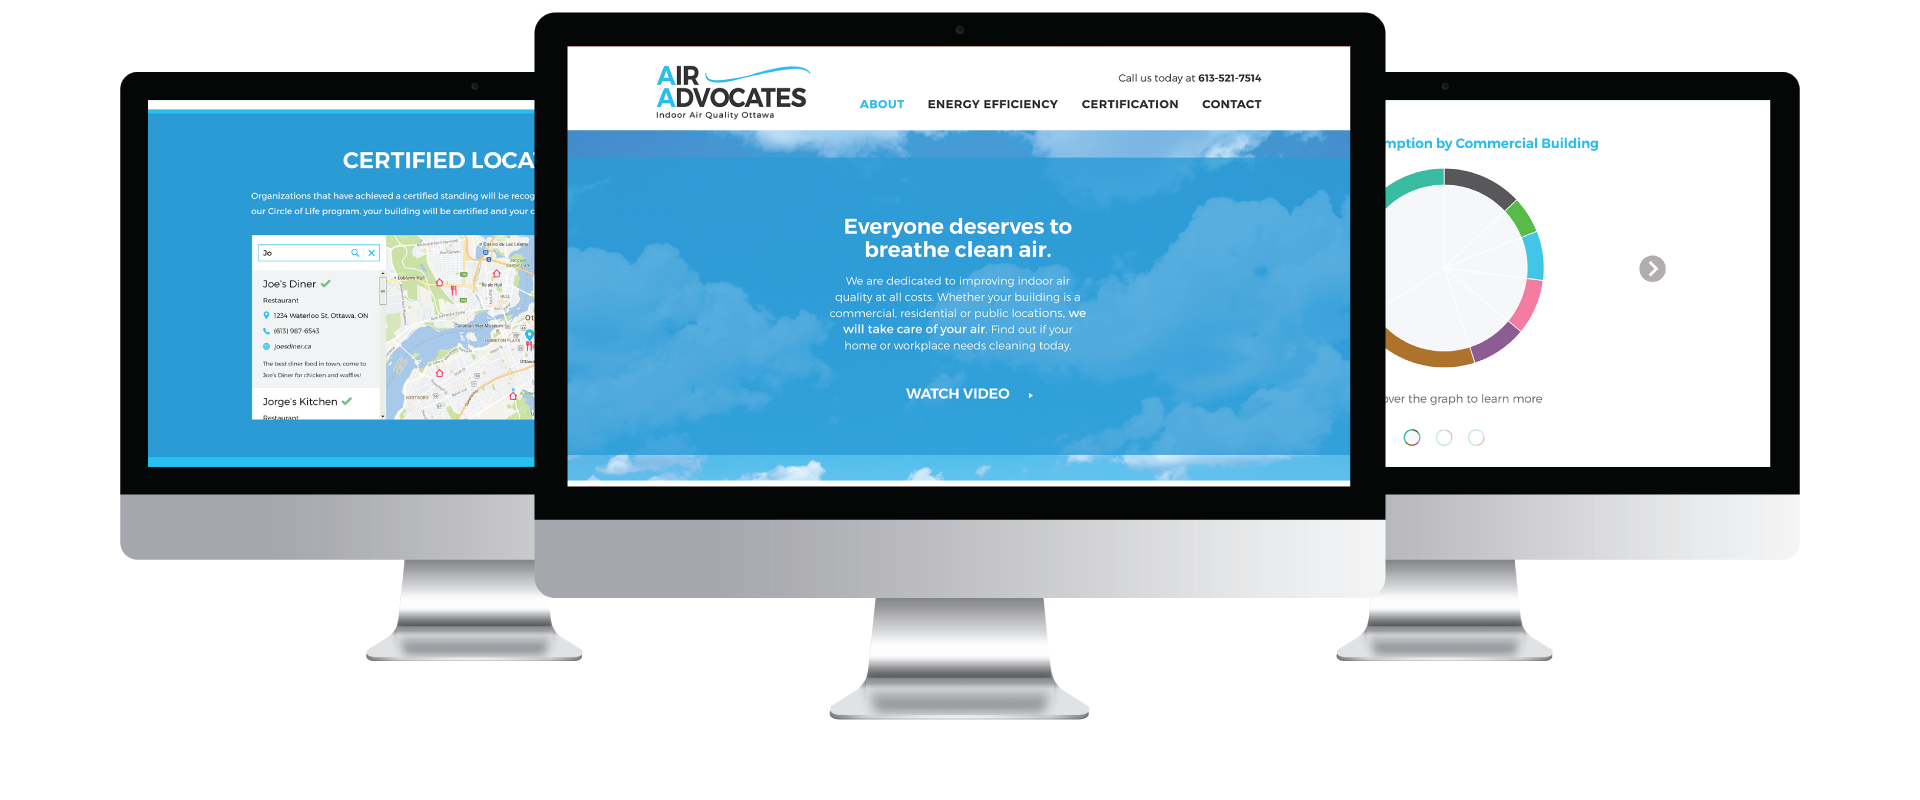 CERTIFIED LOCA
Organizations that have achieved a certified standing will be recog
our Circle of Life program, your building will be certified and your c
Jo
Joe's Diner
Restaurant
1234 Waterloo St, Ottawa, ON
(613) 987-6543
joesdiner.ca
The best diner food in town, come to
Joe's Diner for chicken and waffles!
Jorge's Kitchen
Restaurant
Casino du Lac Leamy
HULL
AIR
ADVOCATES
Indoor Air Quality Ottawa
Call us today at 613-521-7514
ABOUT ENERGY EFFICIENCY CERTIFICATION CONTACT
Everyone deserves to
breathe clean air.
We are dedicated to improving indoor air
quality at all costs. Whether your building is a
commercial, residential or public locations, we
will take care of your air. Find out if your
home or workplace needs cleaning today.
WATCH VIDEO
mption by Commercial Building
over the graph to learn more